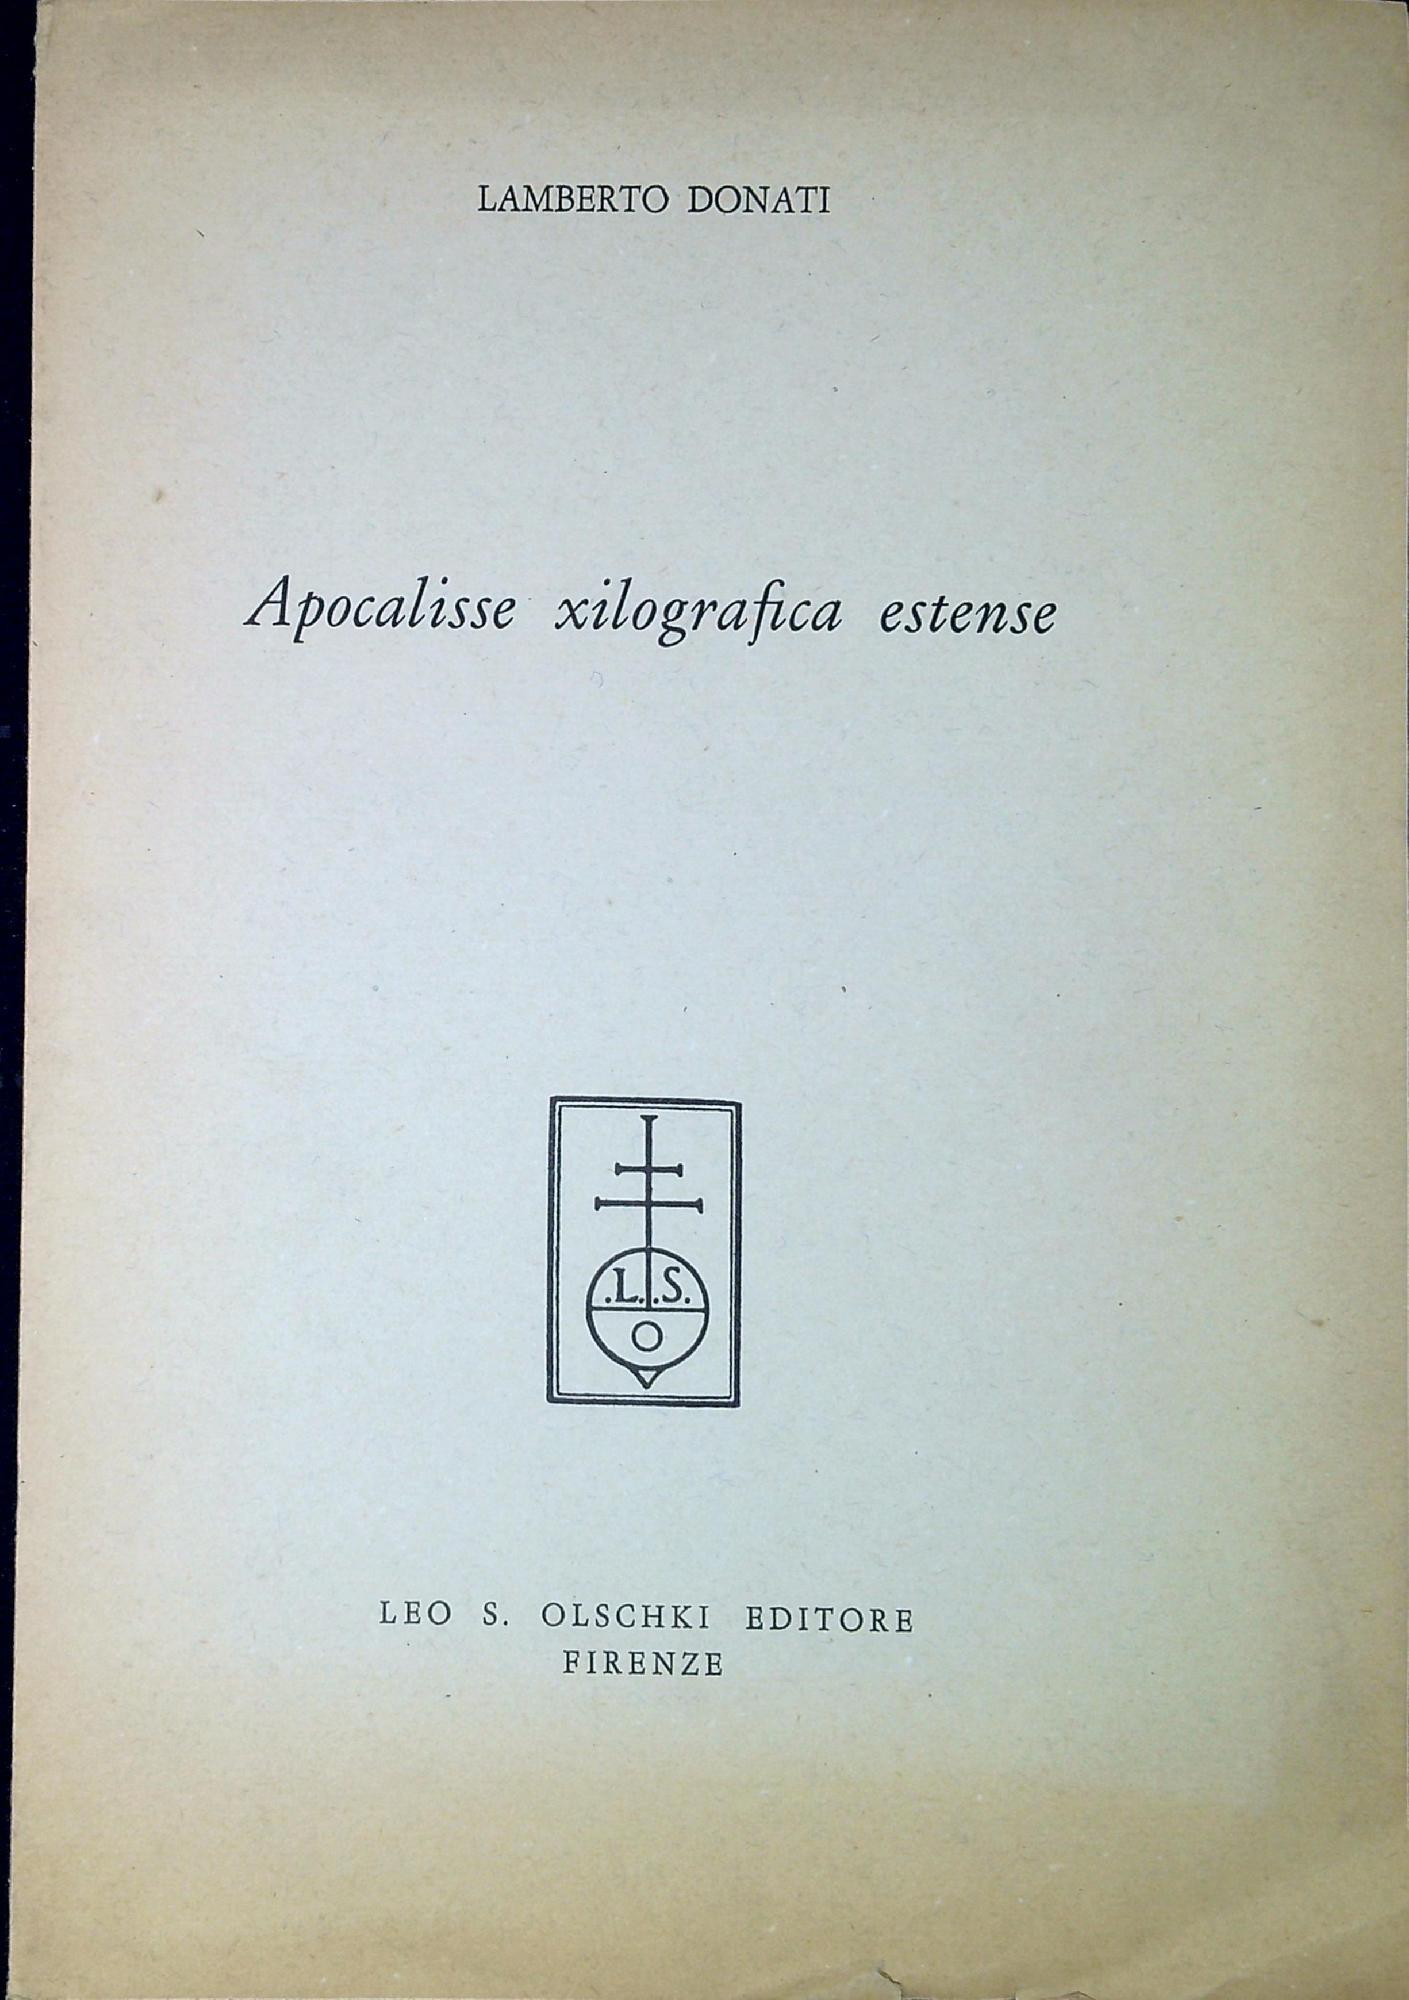 LAMBERTO DONATI
Apocalisse xilografica estense
.L. .S.
O
LEO S. OLSCHKI EDITORE
FIRENZE